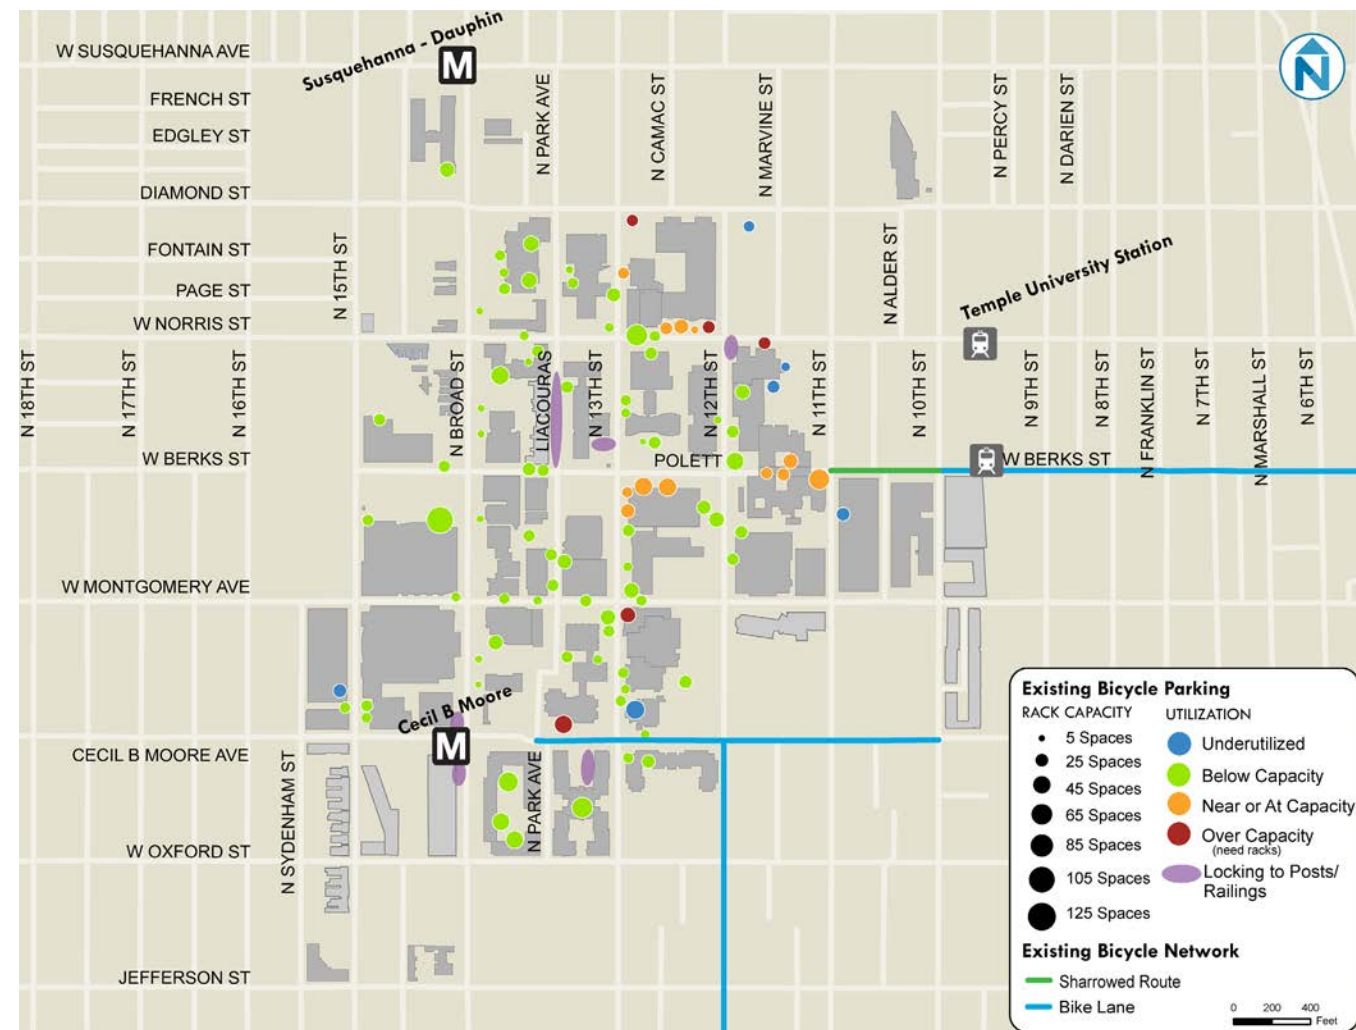 W SUSQUEHANNA AVE
Susquehanna - Dauphin
M
N
FRENCH ST
EDGLEY ST
DIAMOND ST
FONTAIN ST
PAGE ST
W NORRIS ST
N PARK AVE
N CAMAC ST
N MARVINE ST
N PERCY ST
N DARIEN ST
N 15TH ST
N ALDER ST
Temple University Station
N 18TH ST
N 17TH ST
N 16TH ST
N BROAD ST
LIACOURAS
N 13TH ST
N 12TH ST
N 11TH ST
N 10TH ST
N 9TH ST
N 8TH ST
N FRANKLIN ST
N 7TH ST
N MARSHALL ST
N 6TH ST
W BERKS ST
POLETT
W BERKS ST
W MONTGOMERY AVE
Cecil B Moore
M
CECIL B MOORE AVE
N SYDENHAM ST
N PARK AVE
W OXFORD ST
JEFFERSON ST
Existing Bicycle Parking
RACK CAPACITY
5 Spaces
25 Spaces
45 Spaces
65 Spaces
85 Spaces
105 Spaces
125 Spaces
UTILIZATION
Underutilized
Below Capacity
Near or At Capacity
Over Capacity
(need racks)
Locking to Posts/
Railings
Existing Bicycle Network
Sharrowed Route
Bike Lane
0 200 400
Feet